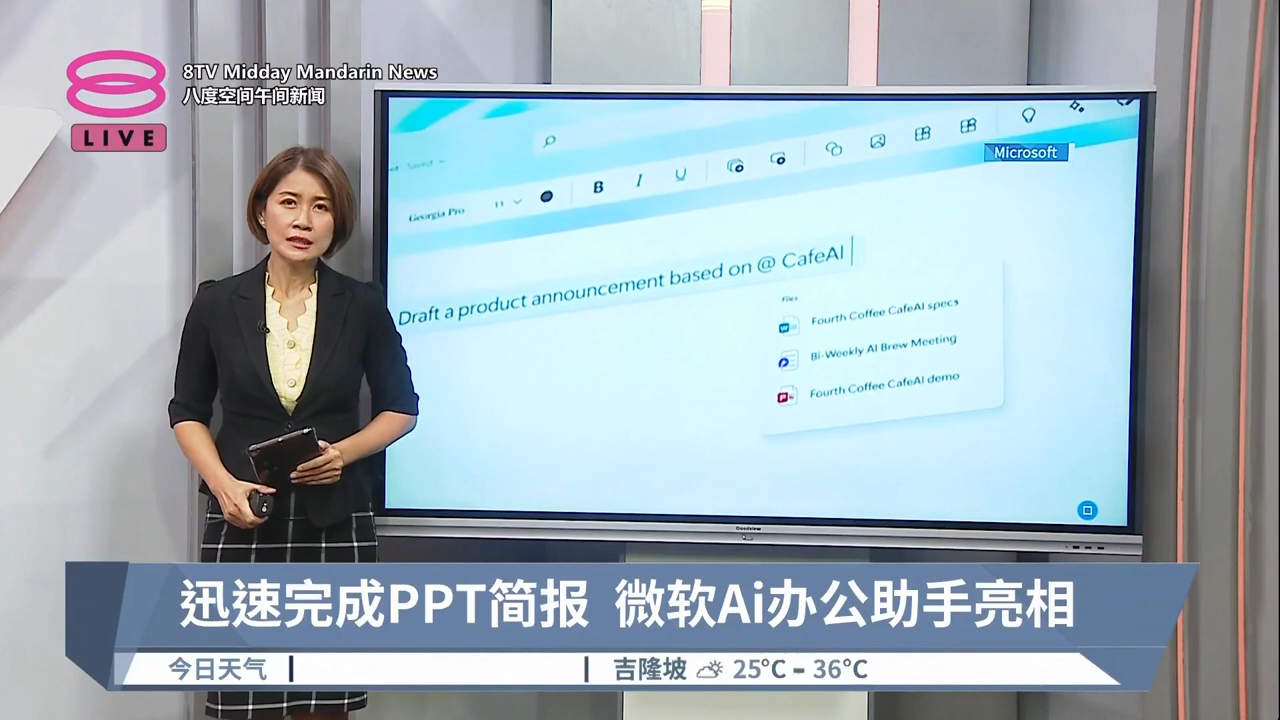 8TV Midday Mandarin News
八度空间午间新闻
LIVE
Saved
Microsoft
Georgia Pro
11
B
I
U
Draft a product announcement based on @ CafeAI
Files
Fourth Coffee CafeAI specs
Bi-Weekly AI Brew Meeting
Fourth Coffee CafeAI demo
Goodview
迅速完成PPT简报 微软Ai办公助手亮相
今日天气 吉隆坡 25°C - 36°C